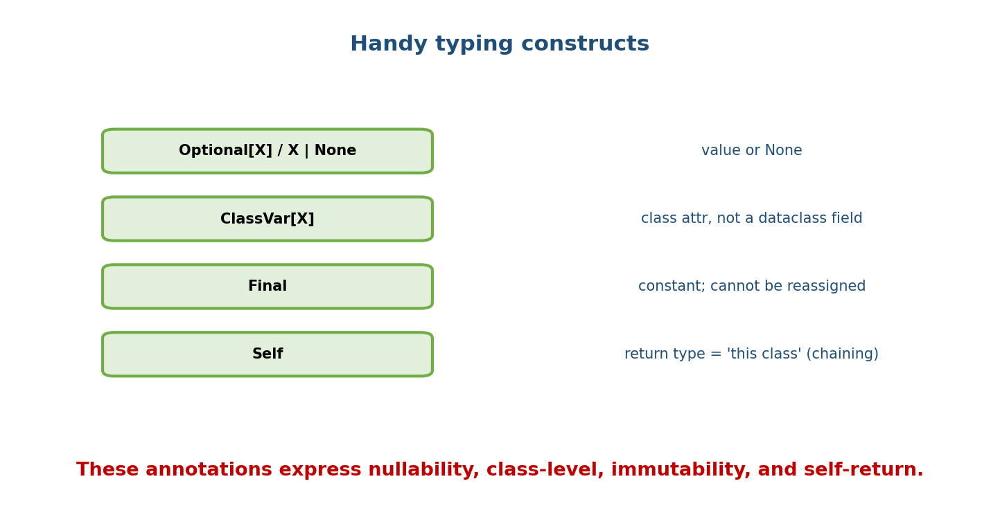 Handy typing constructs
Optional[X] / X | None
value or None
ClassVar[X]
class attr, not a dataclass field
Final
constant; cannot be reassigned
Self
return type = 'this class' (chaining)
These annotations express nullability, class-level, immutability, and self-return.